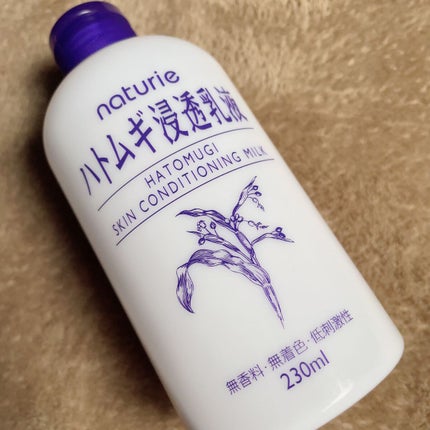 naturie
ハトムギ浸透乳液
HATOMUGI
SKIN CONDITIONING MILK
無香料・無着色・低刺激性
230ml